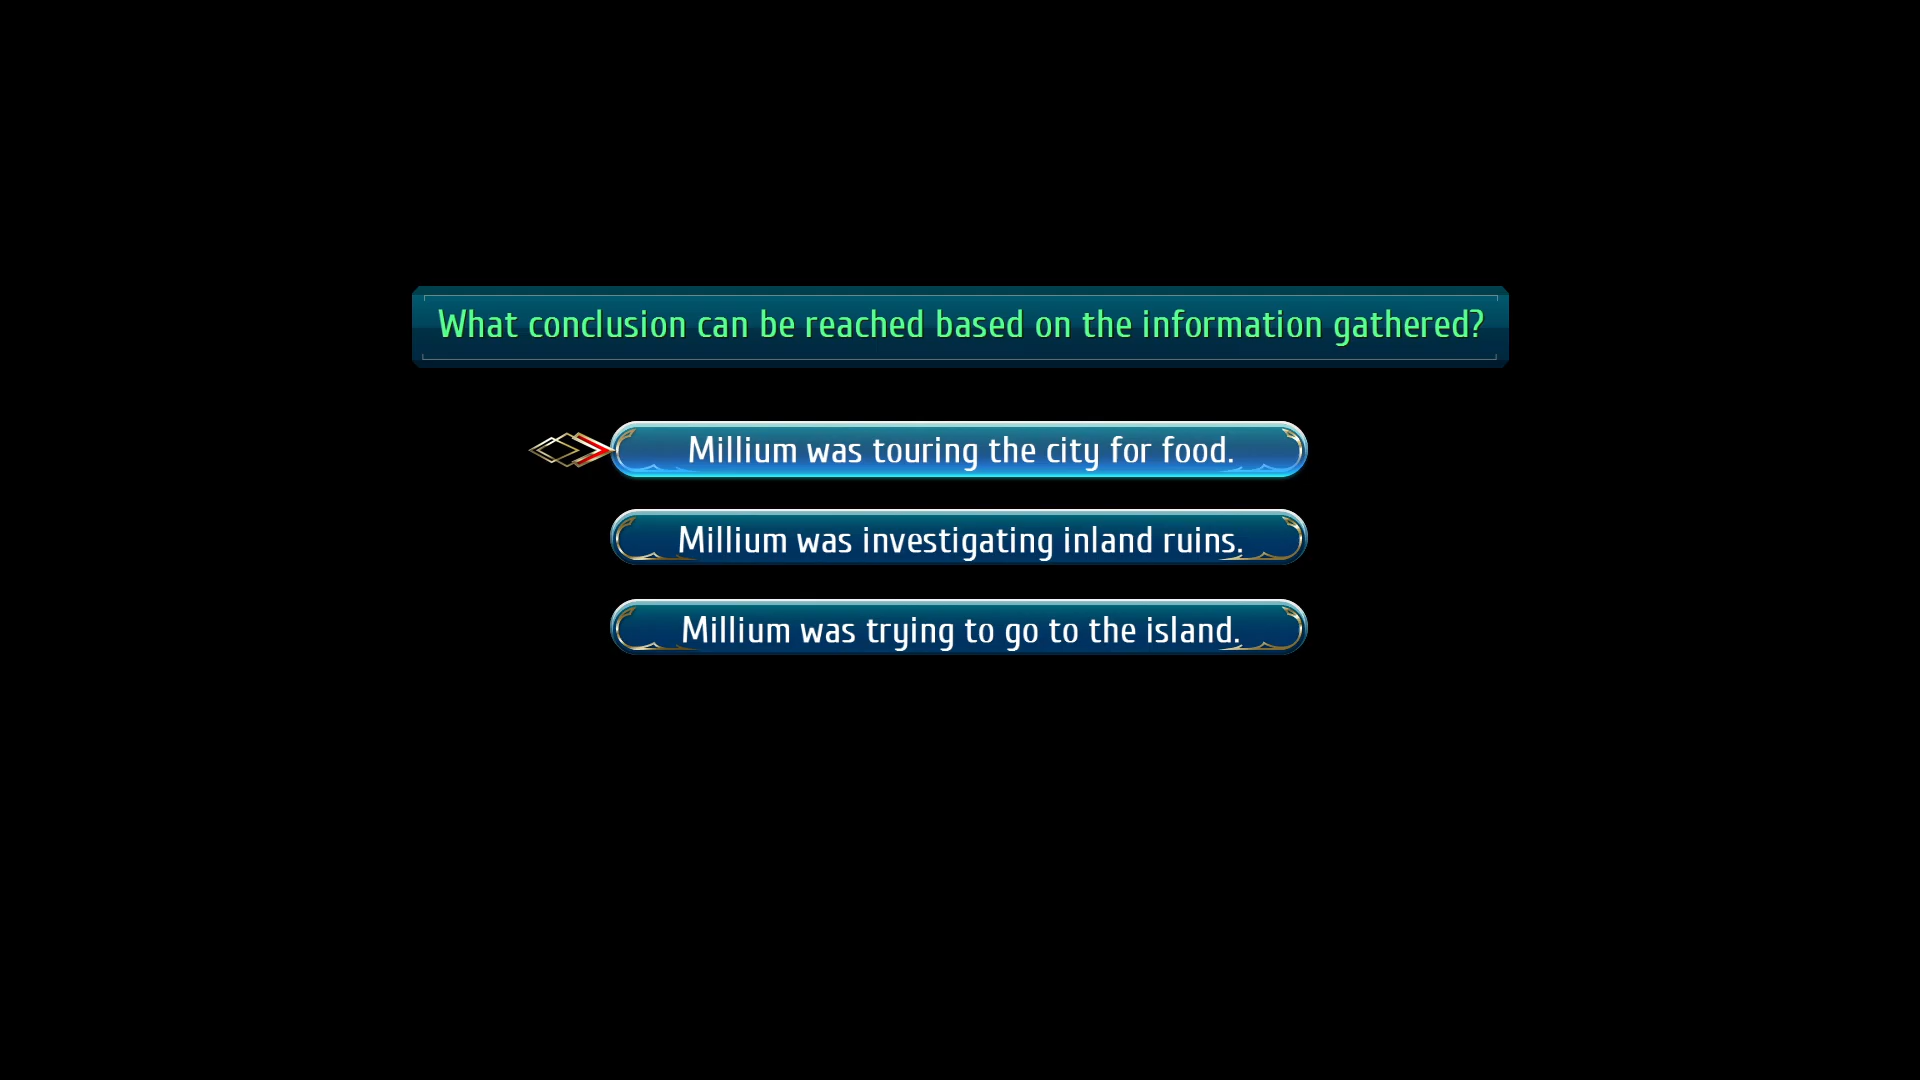 What conclusion can be reached based on the information gathered?
Millium was touring the city for food.
Millium was investigating inland ruins.
Millium was trying to go to the island.